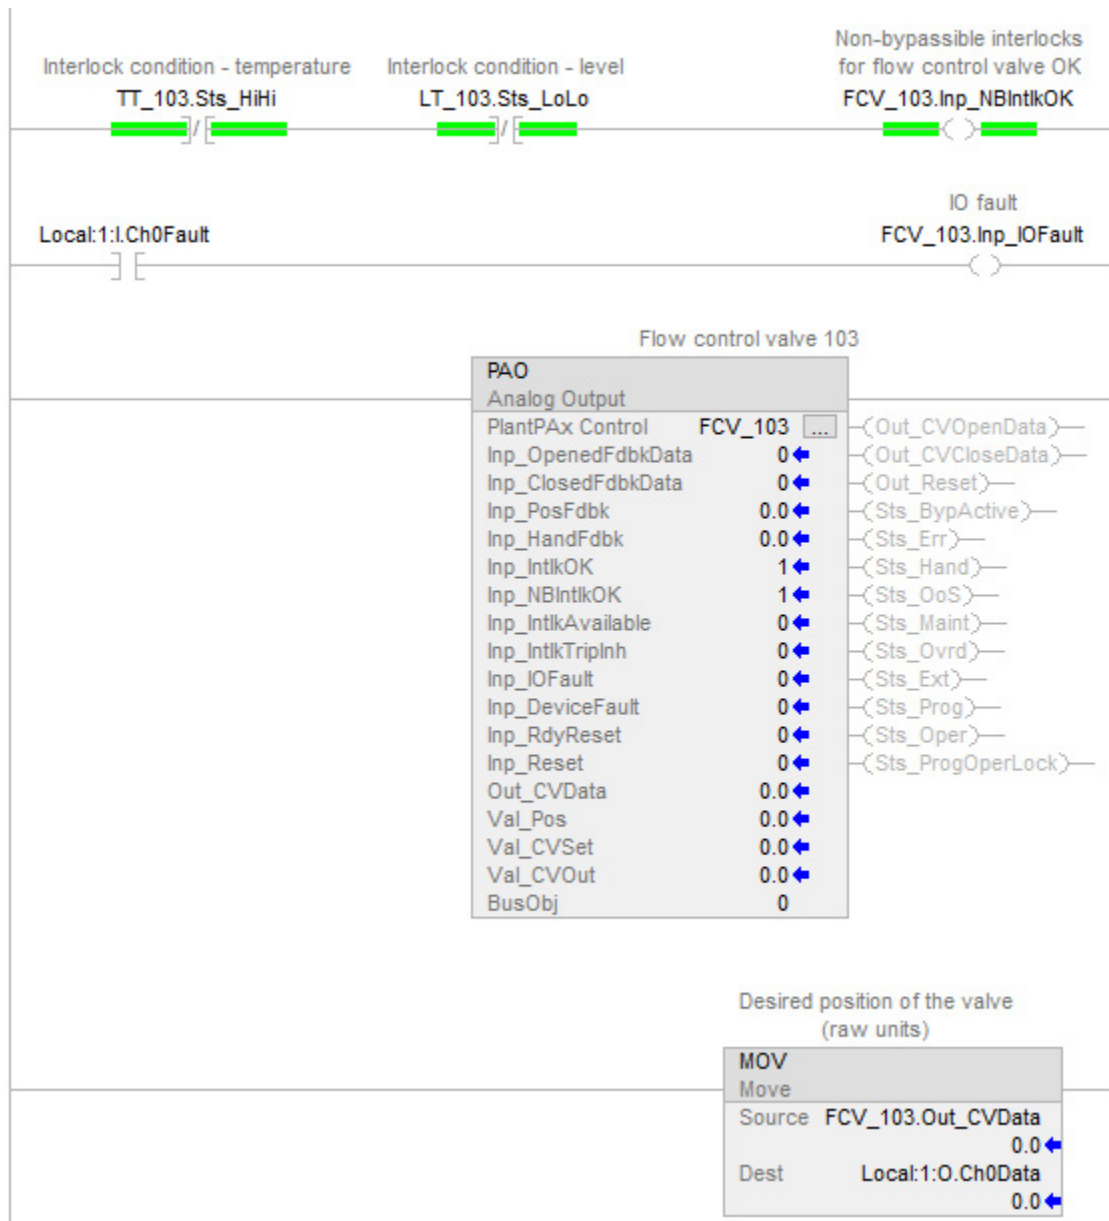 Interlock condition - temperature
TT_103.Sts_HiHi
Interlock condition - level
LT_103.Sts_LoLo
Non-bypassible interlocks
for flow control valve OK
FCV_103.Inp_NBIntlkOK
Local:1:I.Ch0Fault
IO fault
FCV_103.Inp_IOFault
Flow control valve 103
PAO
Analog Output
PlantPAx Control FCV_103 ... Out_CVOpenData
Inp_OpenedFdbkData 0 Out_CVCloseData
Inp_ClosedFdbkData 0 Out_Reset
Inp_PosFdbk 0.0 Sts_BypActive
Inp_HandFdbk 0.0 Sts_Err
Inp_IntlkOK 1 Sts_Hand
Inp_NBIntlkOK 1 Sts_OoS
Inp_IntlkAvailable 0 Sts_Maint
Inp_IntlkTripInh 0 Sts_Ovrd
Inp_IOFault 0 Sts_Ext
Inp_DeviceFault 0 Sts_Prog
Inp_RdyReset 0 Sts_Oper
Inp_Reset 0 Sts_ProgOperLock
Out_CVData 0.0
Val_Pos 0.0
Val_CVSet 0.0
Val_CVOut 0.0
BusObj 0
Desired position of the valve
(raw units)
MOV
Move
Source FCV_103.Out_CVData
0.0
Dest Local:1:O.Ch0Data
0.0